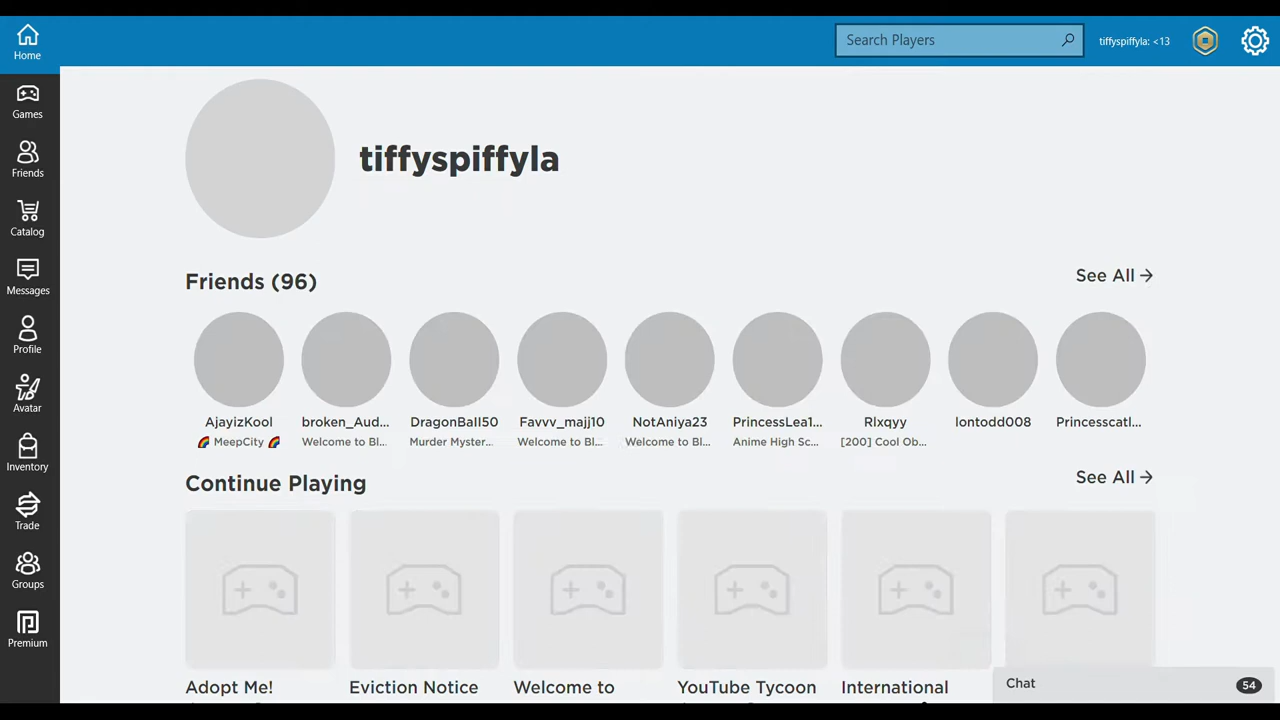 Home
Search Players
tiffyspiffyla: <13
Games
Friends
Catalog
Messages
Profile
Avatar
Inventory
Trade
Groups
Premium
tiffyspiffyla
Friends (96)
See All
AjayizKool
broken_Aud...
DragonBall50
Favvv_majj10
NotAniya23
PrincessLea1...
Rlxqyy
lontodd008
Princesscatl...
🌈 MeepCity 🌈
Welcome to Bl...
Murder Myster...
Welcome to Bl...
Welcome to Bl...
Anime High Sc...
[200] Cool Ob...
Continue Playing
See All
Adopt Me!
Eviction Notice
Welcome to
YouTube Tycoon
International
Chat
54